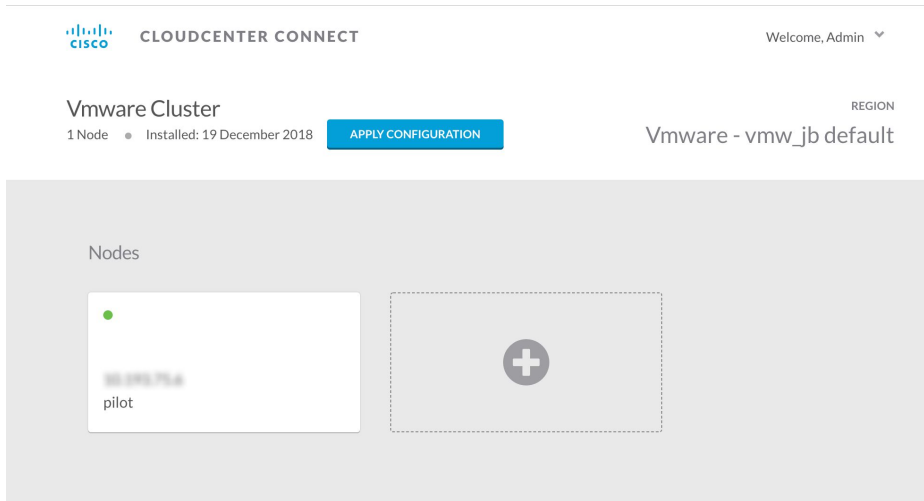 CISCO
CLOUDCENTER CONNECT
Welcome, Admin
Vmware Cluster
REGION
1 Node
Installed: 19 December 2018
APPLY CONFIGURATION
Vmware - vmw_jb default
Nodes
pilot